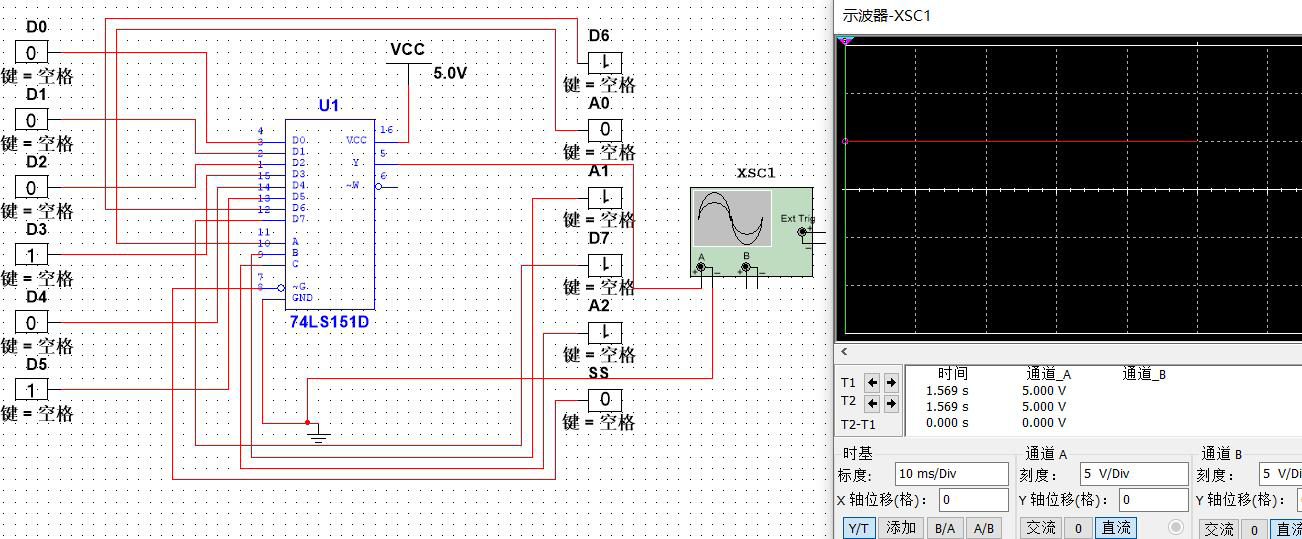 D0
0
键 = 空格
D1
0
键 = 空格
D2
0
键 = 空格
D3
1
键 = 空格
D4
0
键 = 空格
D5
1
键 = 空格
VCC
5.0V
U1
4
3
2
1
15
14
13
12
11
10
9
7
8
D0
D1
D2
D3
D4
D5
D6
D7
A
B
C
~G
GND
VCC
Y
~W
16
5
6
74LS151D
D6
1
键 = 空格
A0
0
键 = 空格
A1
1
键 = 空格
D7
1
键 = 空格
A2
1
键 = 空格
SS
0
键 = 空格
XSC1
Ext Trig
+
−
A
B
+ − + −
示波器-XSC1
<
时间 通道_A 通道_B
T1 1.569 s 5.000 V
T2 1.569 s 5.000 V
T2-T1 0.000 s 0.000 V
时基
标度: 10 ms/Div
X 轴位移(格): 0
Y/T 添加 B/A A/B
通道 A
刻度: 5 V/Div
Y 轴位移(格): 0
交流 0 直流
通道 B
刻度: 5 V/Di
Y 轴位移(格):
交流 0 直流